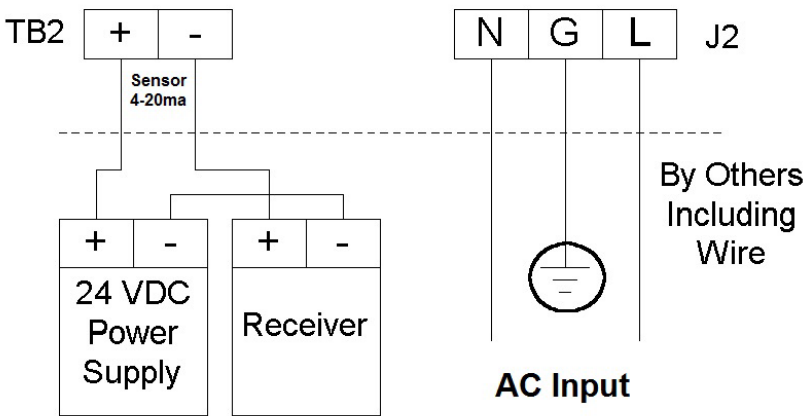 TB2 + - N G L J2
Sensor
4-20ma
By Others
Including
Wire
+ - + -
24 VDC
Power
Supply
Receiver
AC Input